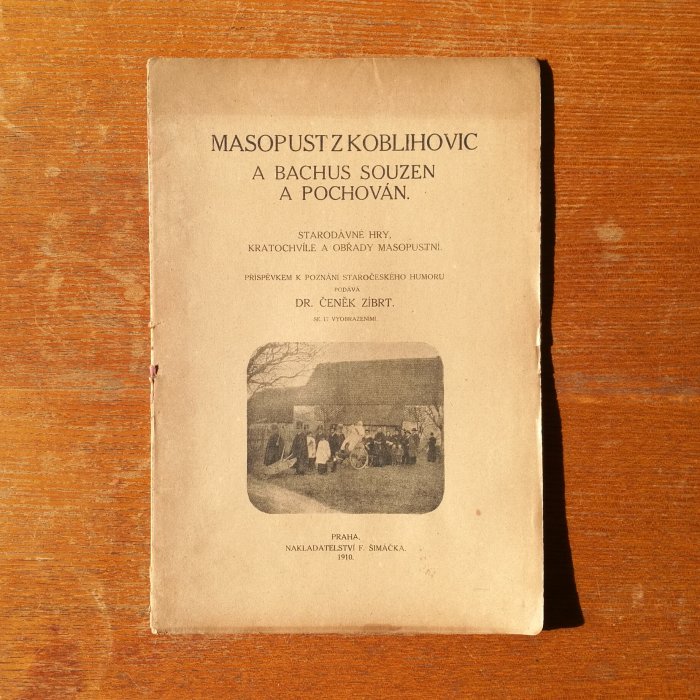 MASOPUST Z KOBLIHOVIC
A BACHUS SOUZEN
A POCHOVÁN.
STARODÁVNÉ HRY,
KRATOCHVÍLE A OBŘADY MASOPUSTNÍ.
PŘÍSPĚVKEM K POZNÁNÍ STAROČESKÉHO HUMORU
PODÁVÁ
DR. ČENĚK ZÍBRT.
SE 17 VYOBRAZENÍMI.
PRAHA.
NAKLADATELSTVÍ F. ŠIMÁČKA.
1910.